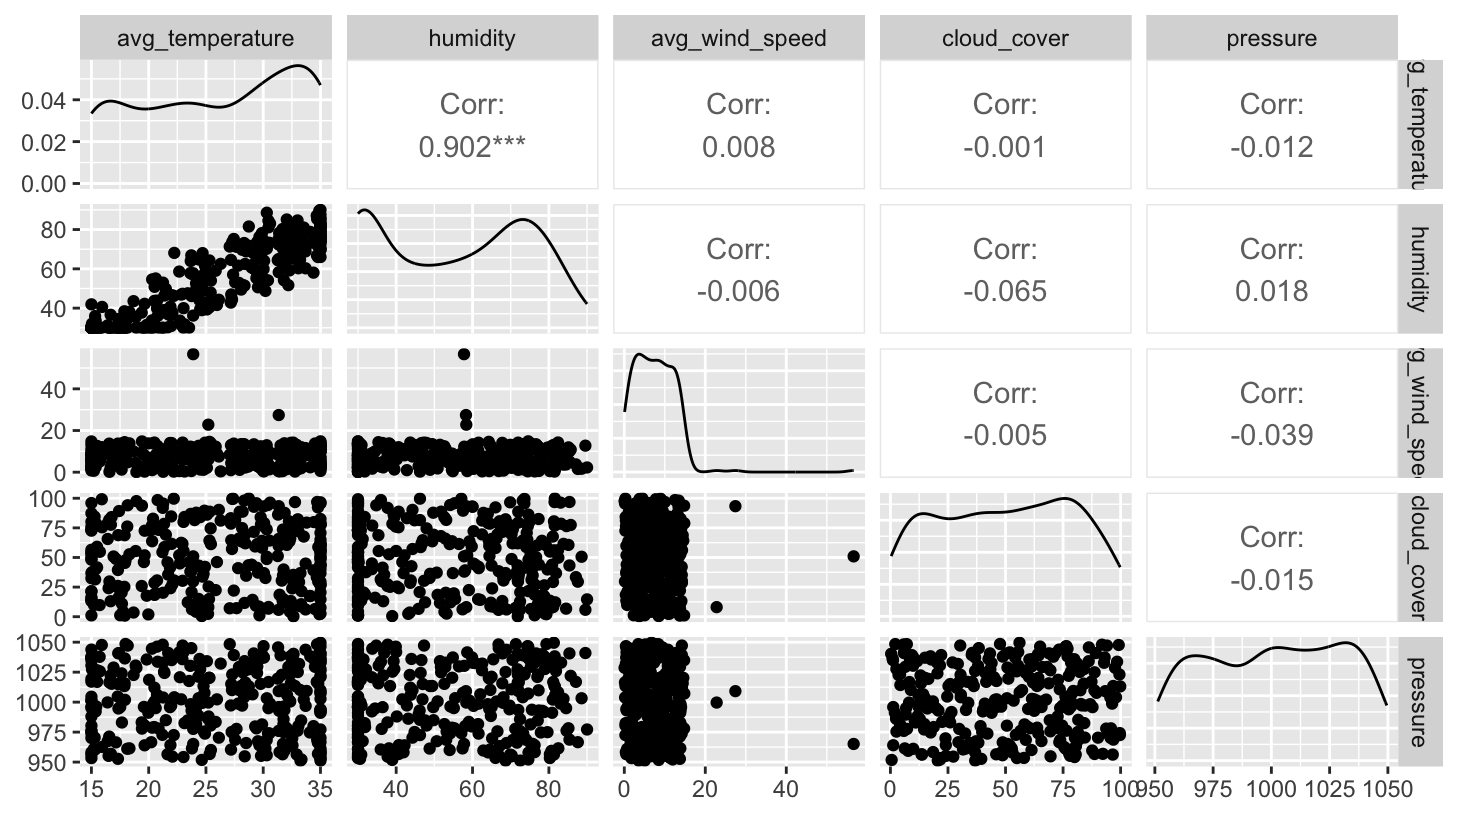 avg_temperature humidity avg_wind_speed cloud_cover pressure
0.04
0.02
0.00
Corr:
0.902***
Corr:
0.008
Corr:
-0.001
Corr:
-0.012
g_temperatu
80
60
40
Corr:
-0.006
Corr:
-0.065
Corr:
0.018
humidity
40
20
0
Corr:
-0.005
Corr:
-0.039
g_wind_spee
100
75
50
25
0
Corr:
-0.015
cloud_cover
1050
1025
1000
975
950
pressure
15 20 25 30 35 40 60 80 0 20 40 0 25 50 75 100 950 975 1000 1025 1050